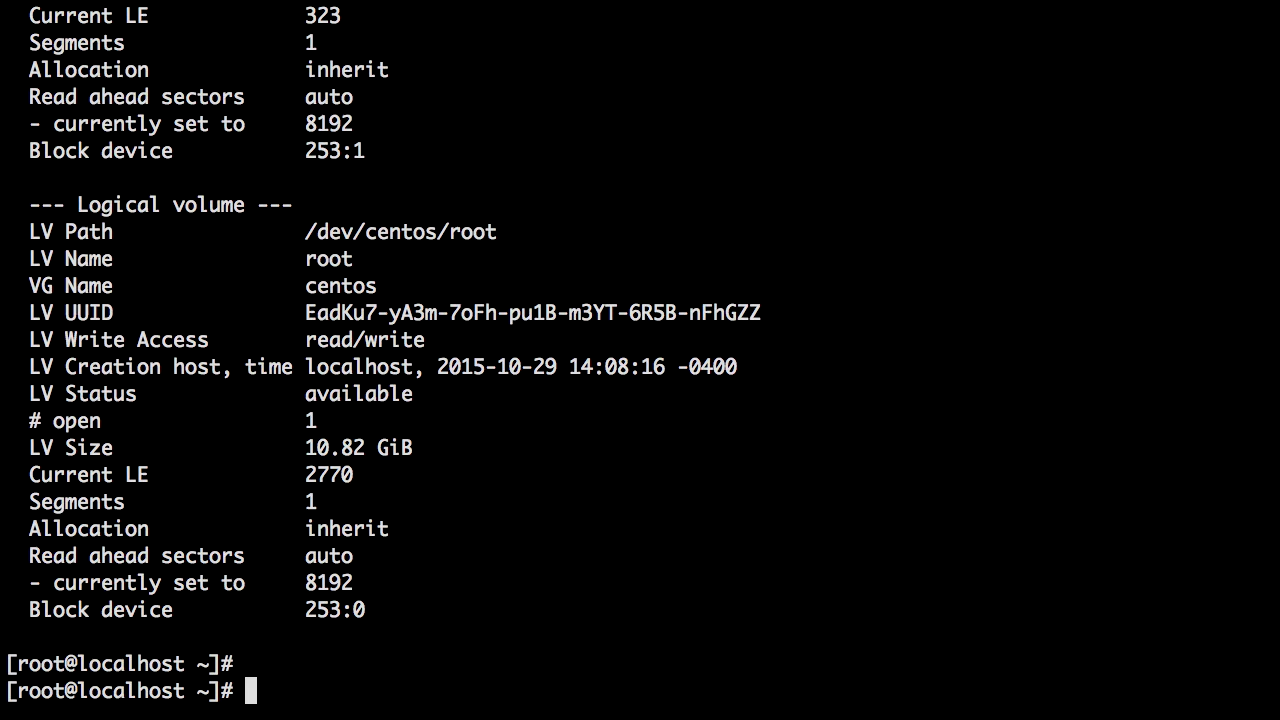 Current LE 323
Segments 1
Allocation inherit
Read ahead sectors auto
- currently set to 8192
Block device 253:1
--- Logical volume ---
LV Path /dev/centos/root
LV Name root
VG Name centos
LV UUID EadKu7-yA3m-7oFh-pu1B-m3YT-6R5B-nFhGZZ
LV Write Access read/write
LV Creation host, time localhost, 2015-10-29 14:08:16 -0400
LV Status available
# open 1
LV Size 10.82 GiB
Current LE 2770
Segments 1
Allocation inherit
Read ahead sectors auto
- currently set to 8192
Block device 253:0
[root@localhost ~]#
[root@localhost ~]#